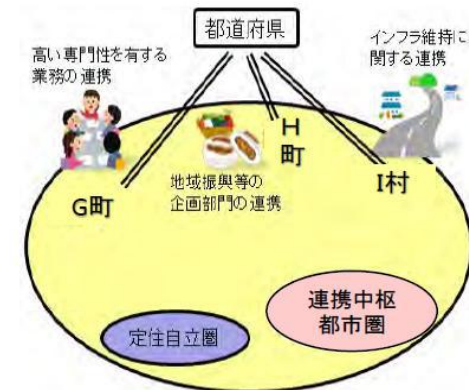 都道府県
高い専門性を有する
業務の連携
インフラ維持に
関する連携
H
町
地域振興等の
企画部門の連携
G町
I村
連携中枢
都市圏
定住自立圏